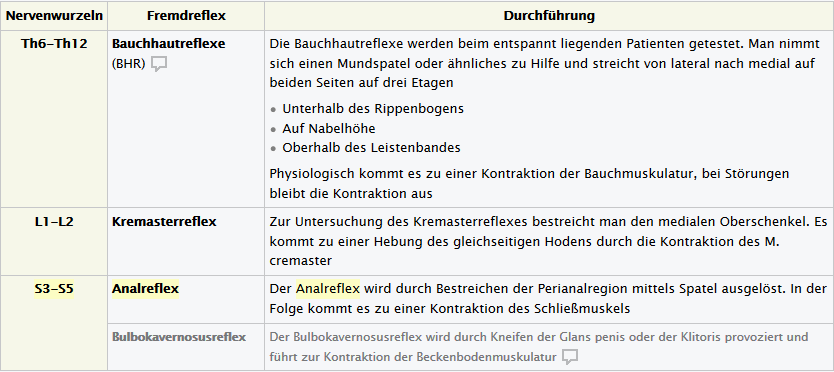 Nervenwurzeln Fremdreflex Durchführung
Th6–Th12 Bauchhautreflexe Die Bauchhautreflexe werden beim entspannt liegenden Patienten getestet. Man nimmt
(BHR) sich einen Mundspatel oder ähnliches zu Hilfe und streicht von lateral nach medial auf
beiden Seiten auf drei Etagen
• Unterhalb des Rippenbogens
• Auf Nabelhöhe
• Oberhalb des Leistenbandes
Physiologisch kommt es zu einer Kontraktion der Bauchmuskulatur, bei Störungen
bleibt die Kontraktion aus
L1–L2 Kremasterreflex Zur Untersuchung des Kremasterreflexes bestreicht man den medialen Oberschenkel. Es
kommt zu einer Hebung des gleichseitigen Hodens durch die Kontraktion des M.
cremaster
S3–S5 Analreflex Der Analreflex wird durch Bestreichen der Perianalregion mittels Spatel ausgelöst. In der
Folge kommt es zu einer Kontraktion des Schließmuskels
Bulbokavernosusreflex Der Bulbokavernosusreflex wird durch Kneifen der Glans penis oder der Klitoris provoziert und
führt zur Kontraktion der Beckenbodenmuskulatur